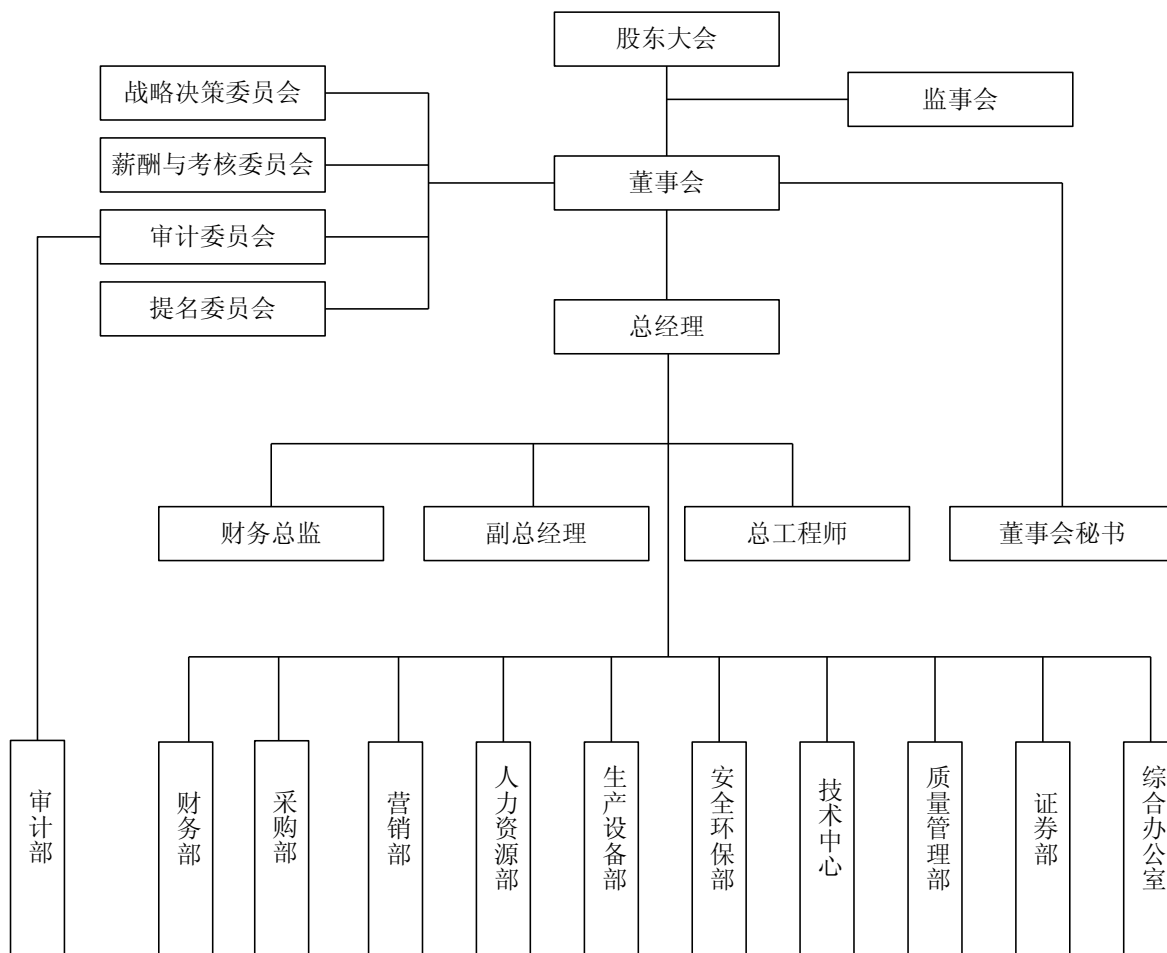 股东大会
战略决策委员会
监事会
薪酬与考核委员会
董事会
审计委员会
提名委员会
总经理
财务总监
副总经理
总工程师
董事会秘书
审计部
财务部
采购部
营销部
人力资源部
生产设备部
安全环保部
技术中心
质量管理部
证券部
综合办公室